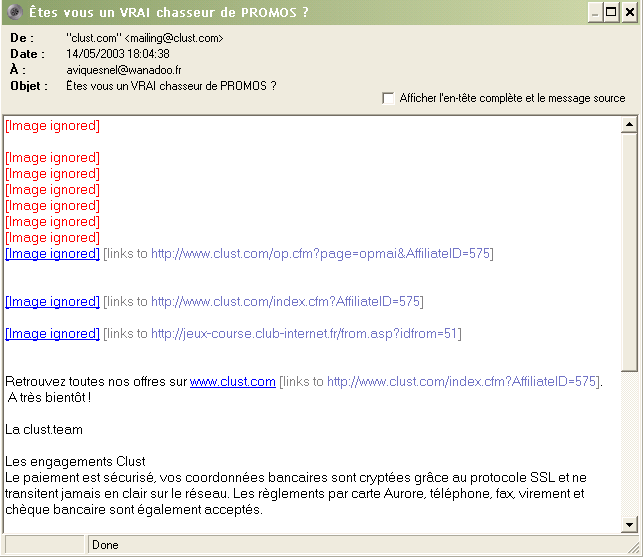 Êtes vous un VRAI chasseur de PROMOS ?
De : "clust.com" <mailing@clust.com>
Date : 14/05/2003 18:04:38
À : aviquesnel@wanadoo.fr
Objet : Êtes vous un VRAI chasseur de PROMOS ?
Afficher l'en-tête complète et le message source
[Image ignored]
[Image ignored]
[Image ignored]
[Image ignored]
[Image ignored]
[Image ignored]
[Image ignored]
[Image ignored] [links to http://www.clust.com/op.cfm?page=opmai&AffiliateID=575]
[Image ignored] [links to http://www.clust.com/index.cfm?AffiliateID=575]
[Image ignored] [links to http://jeux-course.club-internet.fr/from.asp?idfrom=51]
Retrouvez toutes nos offres sur www.clust.com [links to http://www.clust.com/index.cfm?AffiliateID=575].
A très bientôt !
La clust.team
Les engagements Clust
Le paiement est sécurisé, vos coordonnées bancaires sont cryptées grâce au protocole SSL et ne
transitent jamais en clair sur le réseau. Les règlements par carte Aurore, téléphone, fax, virement et
chèque bancaire sont également acceptés.
Done